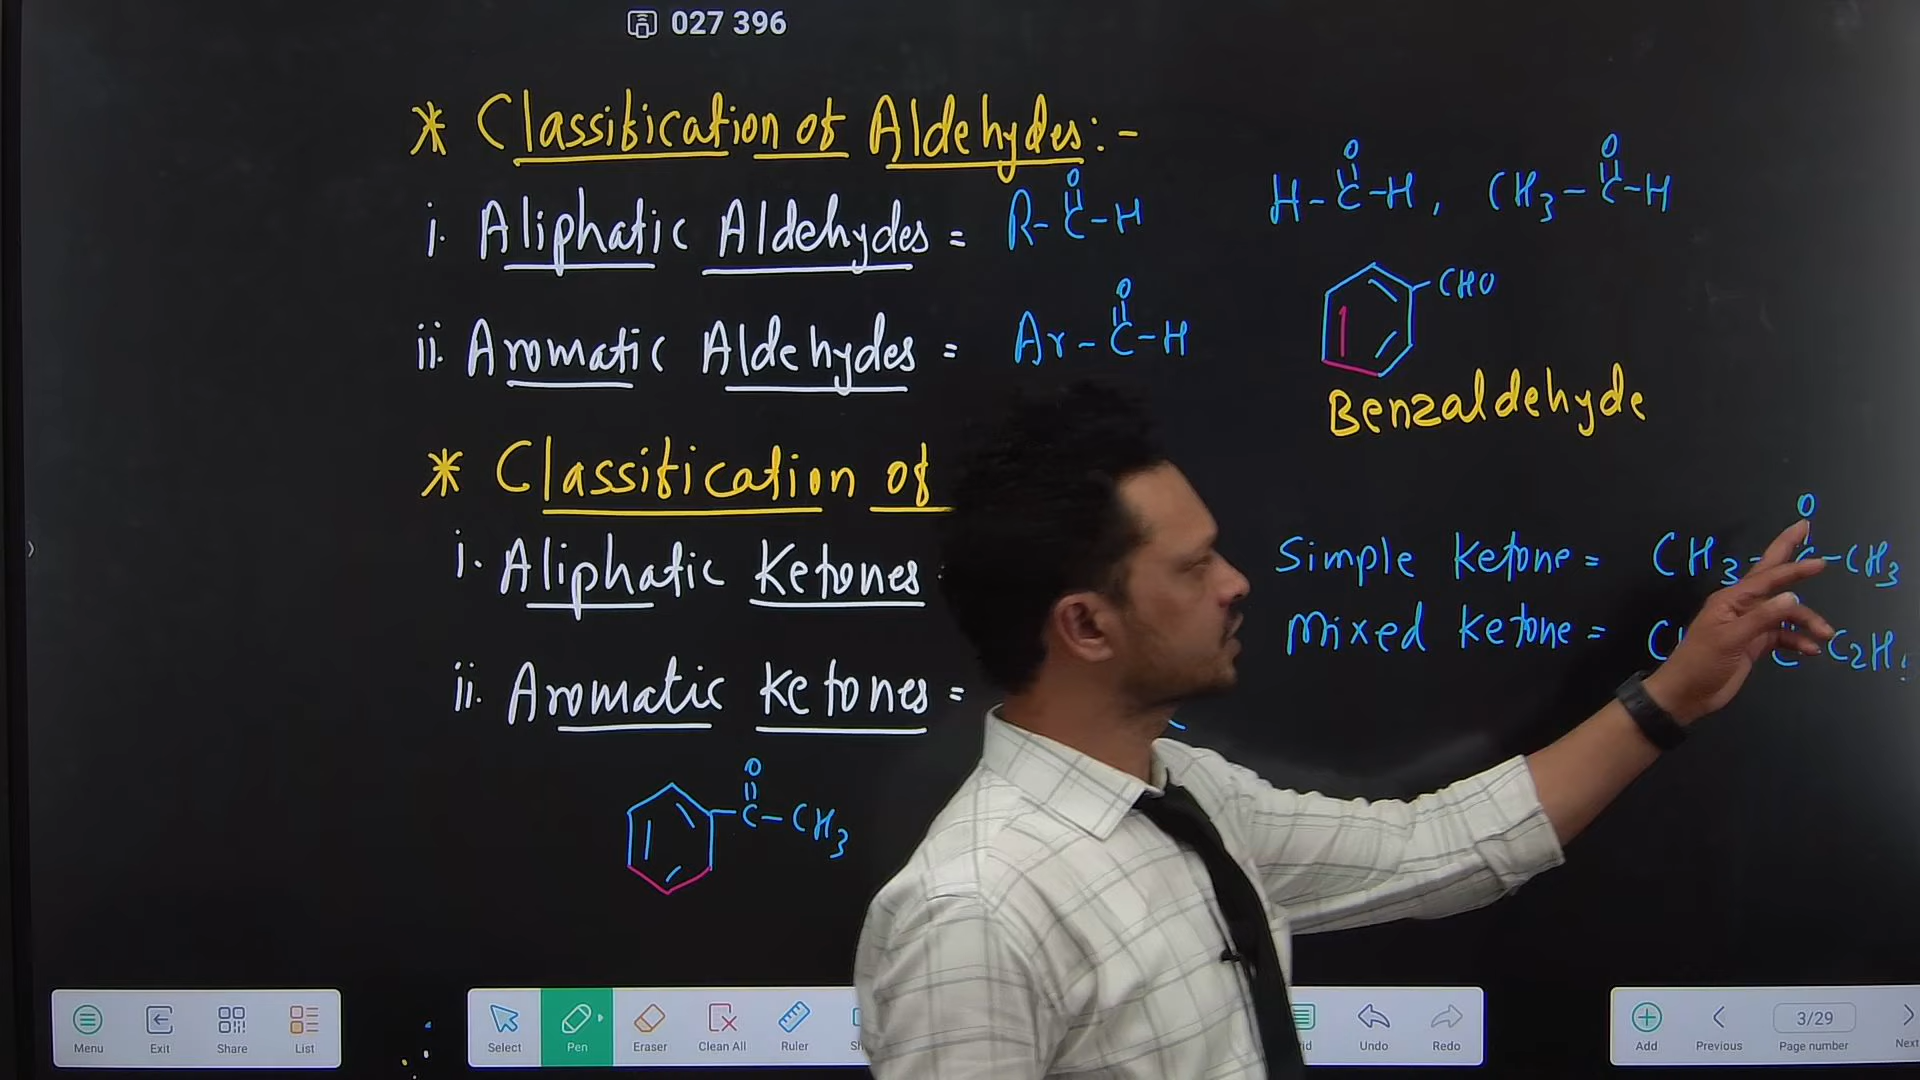 027 396
* Classification of Aldehydes:-
i. Aliphatic Aldehydes = R-C-H
O
H-C-H, CH3-C-H
O O
ii. Aromatic Aldehydes = Ar-C-H
O
CHO
Benzaldehyde
* Classification of
i. Aliphatic Ketones
Simple Ketone = CH3-C-CH3
O
Mixed Ketone = C C2H5
ii. Aromatic Ketones =
O
C-CH3
Menu Exit Share List Select Pen Eraser Clean All Ruler Undo Redo Add Previous 3/29 Page number Next